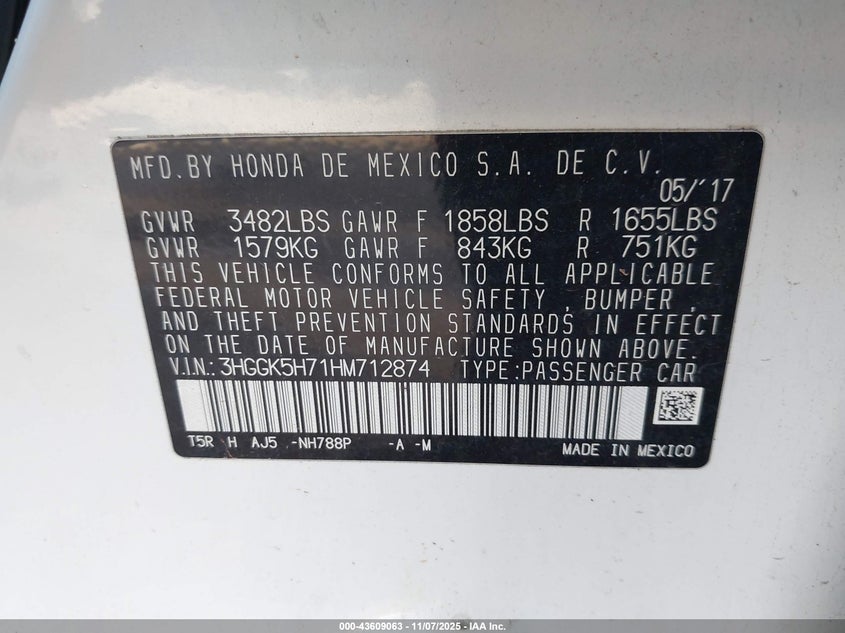 MFD.BY HONDA DE MEXICO S.A. DE C.V.
05/'17
GVWR 3482LBS GAWR F 1858LBS R 1655LBS
GVWR 1579KG GAWR F 843KG R 751KG
THIS VEHICLE CONFORMS TO ALL APPLICABLE
FEDERAL MOTOR VEHICLE SAFETY , BUMPER ,
AND THEFT PREVENTION STANDARDS IN EFFECT
ON THE DATE OF MANUFACTURE SHOWN ABOVE.
V.I.N.:3HGGK5H71HM712874 TYPE:PASSENGER CAR
T5R H AJ5 -NH788P -A -M
MADE IN MEXICO
000-43609063 - 11/07/2025 - IAA Inc.